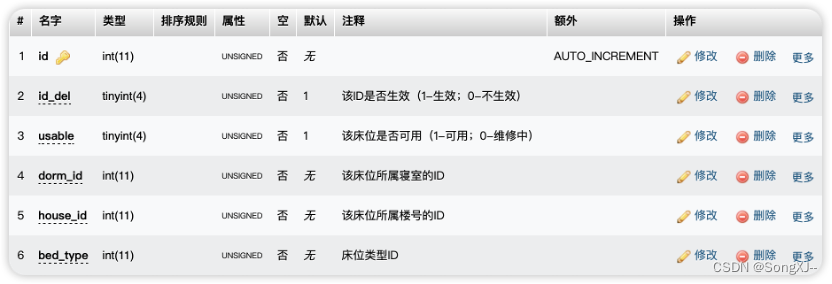 # 名字 类型 排序规则 属性 空 默认 注释 额外 操作
1 id int(11) UNSIGNED 否 无 AUTO_INCREMENT 修改 删除 更多
2 id_del tinyint(4) UNSIGNED 否 1 该ID是否生效（1-生效；0-不生效） 修改 删除 更多
3 usable tinyint(4) UNSIGNED 否 1 该床位是否可用（1-可用；0-维修中） 修改 删除 更多
4 dorm_id int(11) UNSIGNED 否 无 该床位所属寝室的ID 修改 删除 更多
5 house_id int(11) UNSIGNED 否 无 该床位所属楼号的ID 修改 删除 更多
6 bed_type int(11) UNSIGNED 否 无 床位类型ID 修改 删除 更多
CSDN @SongXJ--